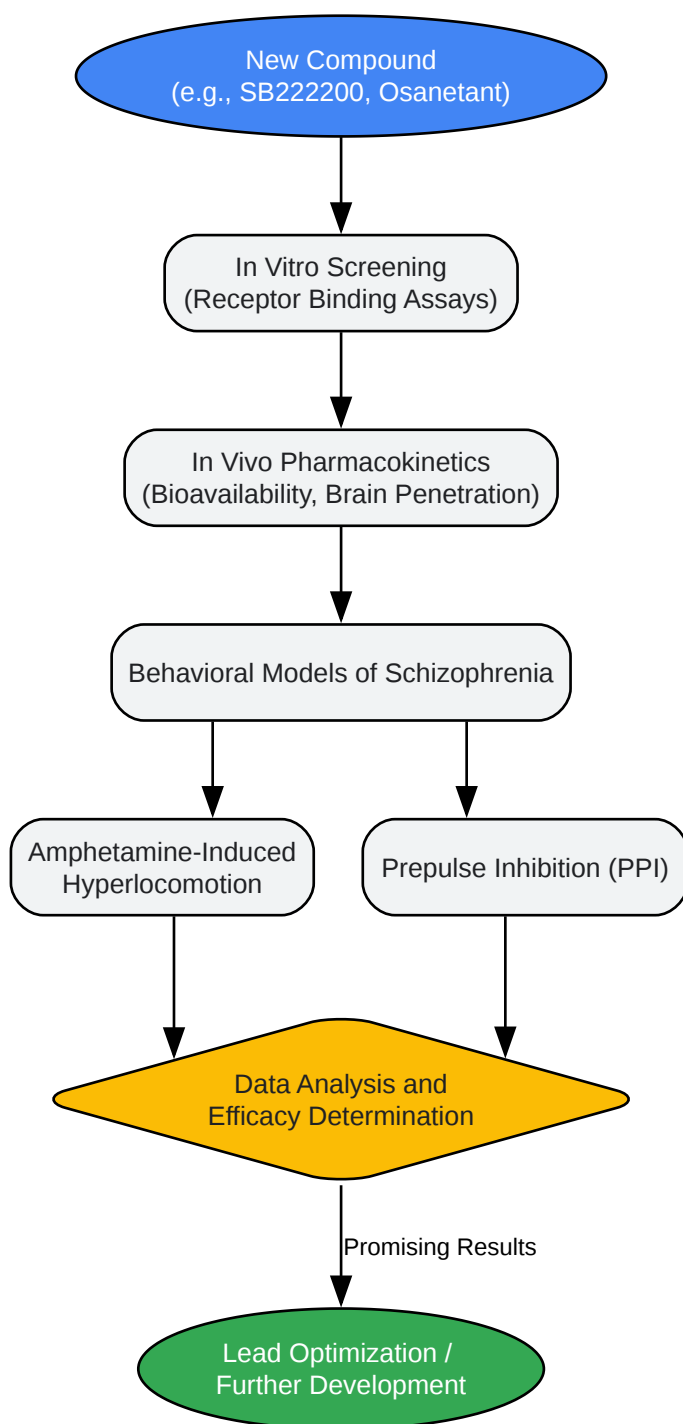 New Compound
(e.g., SB222200, Osanetant)
In Vitro Screening
(Receptor Binding Assays)
In Vivo Pharmacokinetics
(Bioavailability, Brain Penetration)
Behavioral Models of Schizophrenia
Amphetamine-Induced
Hyperlocomotion
Prepulse Inhibition (PPI)
Data Analysis and
Efficacy Determination
Promising Results
Lead Optimization /
Further Development